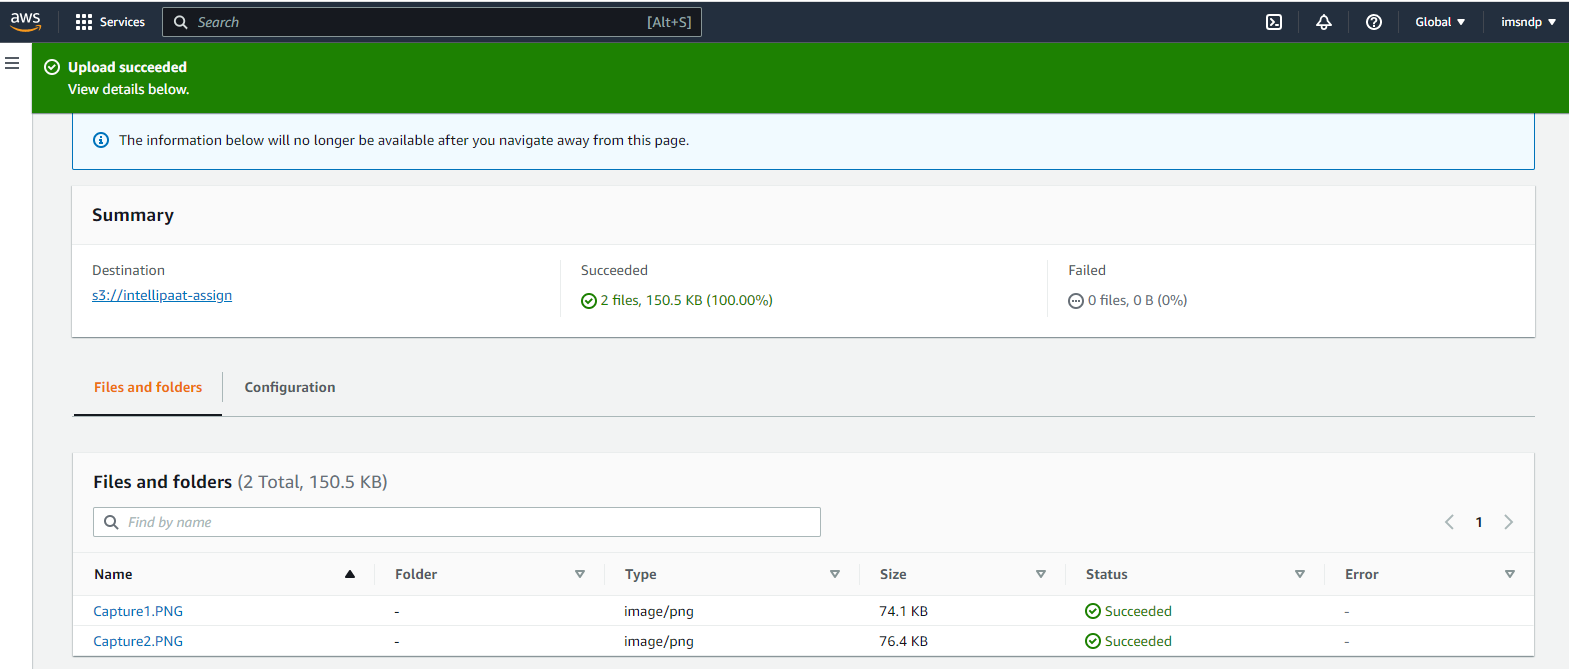 aws Services Search [Alt+S] Global imsndp
Upload succeeded
View details below.
The information below will no longer be available after you navigate away from this page.
Summary
Destination Succeeded Failed
s3://intellipaat-assign 2 files, 150.5 KB (100.00%) 0 files, 0 B (0%)
Files and folders Configuration
Files and folders (2 Total, 150.5 KB)
Find by name 1
Name Folder Type Size Status Error
Capture1.PNG - image/png 74.1 KB Succeeded -
Capture2.PNG - image/png 76.4 KB Succeeded -